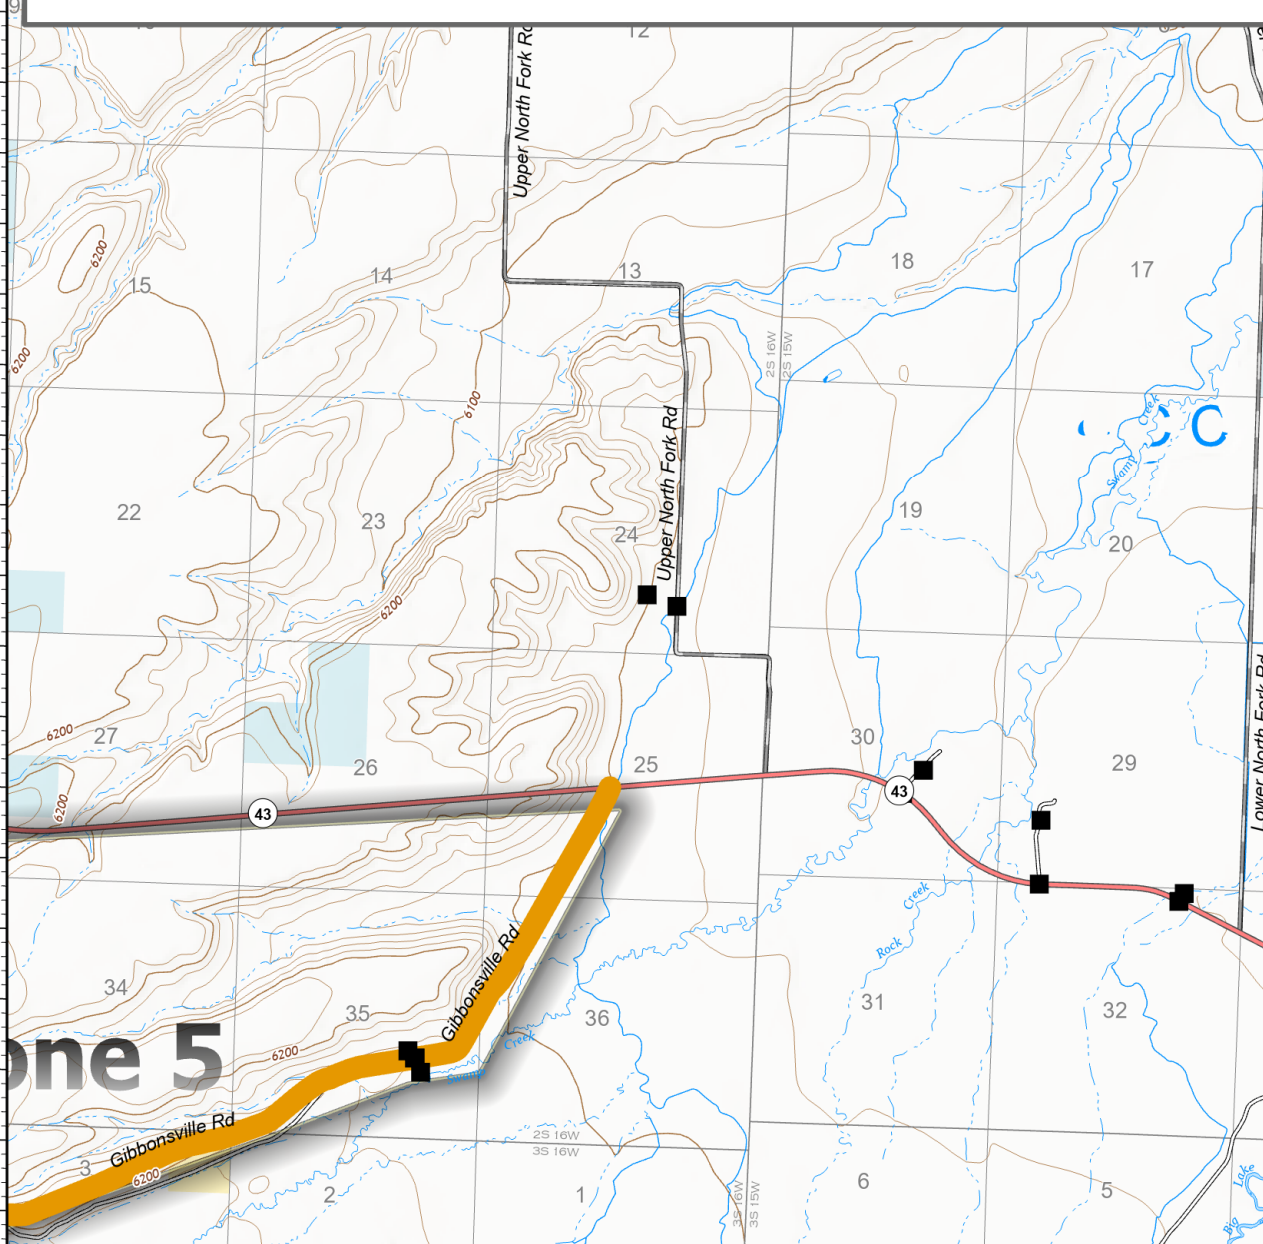 12
Upper North Fork Rd
6200
15
14
13
18
17
2S 16W
2S 15W
6200
6100
Creek
C C
Swamp
Upper North Fork Rd
22
23
24
19
20
6200
6200
27
26
25
30
29
Lower North Fork Rd
6200
43
43
Creek
Rock
Gibbonsville Rd
34
35
36
31
32
one 5
6200
Creek
Swamp
Gibbonsville Rd
2S 16W
3S 16W
3
6200
2
1
3S 16W
3S 15W
6
5
Lake
Big